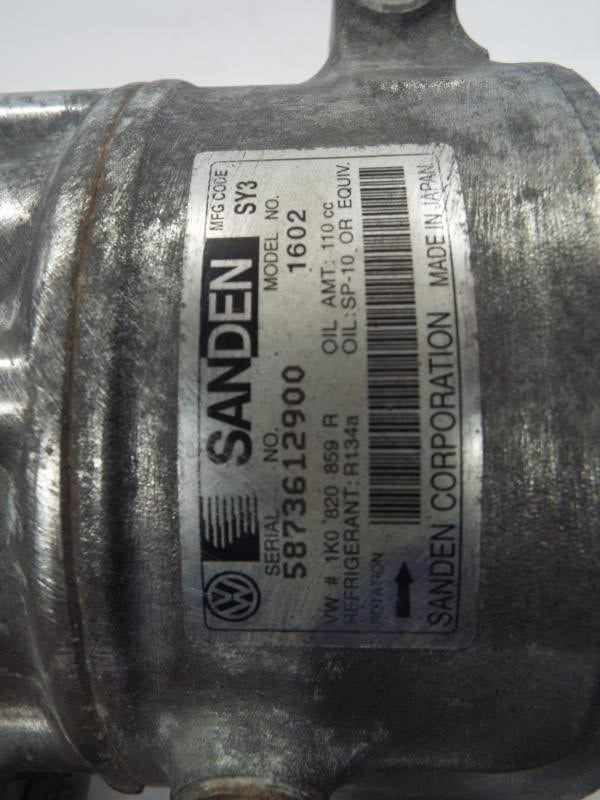 SANDEN
MFG CODE
SY3
SERIAL NO.
5873612900
MODEL NO.
1602
VW # 1K0 820 859 R
OIL AMT: 110 cc
REFRIGERANT: R134a
OIL: SP-10 OR EQUIV.
ROTATION
SANDEN CORPORATION MADE IN JAPAN